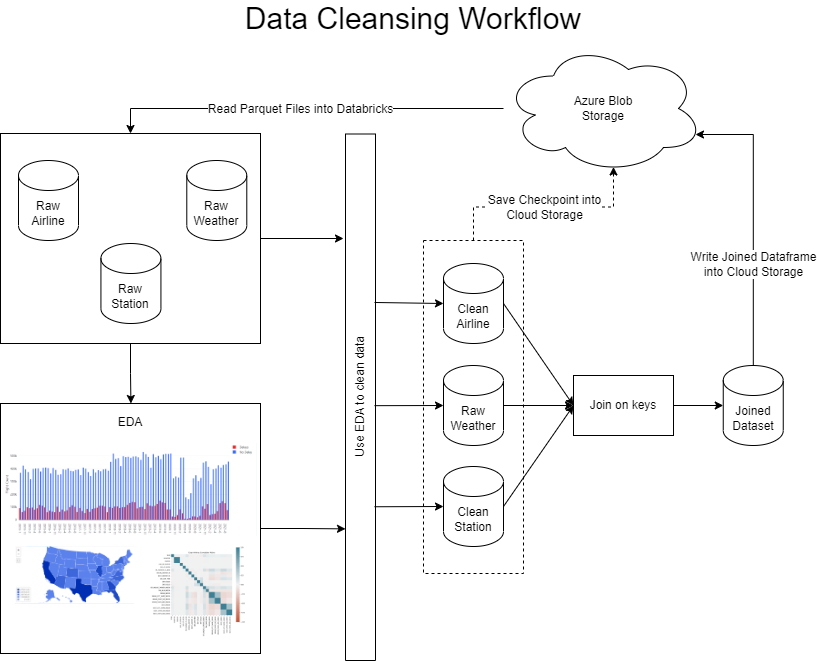 Data Cleansing Workflow
Azure Blob
Storage
Read Parquet Files into Databricks
Raw
Airline
Raw
Weather
Raw
Station
Save Checkpoint into
Cloud Storage
Write Joined Dataframe
into Cloud Storage
Use EDA to clean data
Clean
Airline
Raw
Weather
Clean
Station
Join on keys
Joined
Dataset
EDA